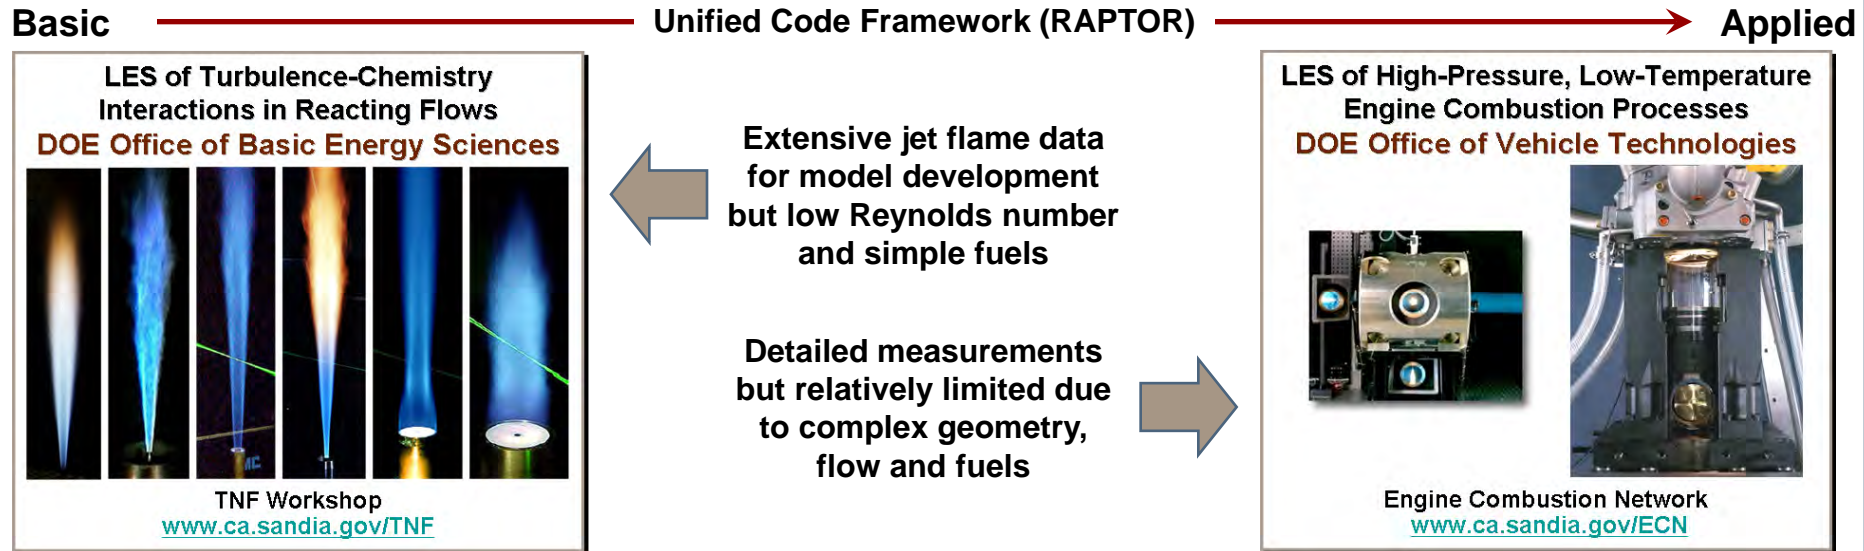 Basic
Unified Code Framework (RAPTOR)
Applied
LES of Turbulence-Chemistry
Interactions in Reacting Flows
DOE Office of Basic Energy Sciences
TNF Workshop
www.ca.sandia.gov/TNF
Extensive jet flame data
for model development
but low Reynolds number
and simple fuels
Detailed measurements
but relatively limited due
to complex geometry,
flow and fuels
LES of High-Pressure, Low-Temperature
Engine Combustion Processes
DOE Office of Vehicle Technologies
Engine Combustion Network
www.ca.sandia.gov/ECN